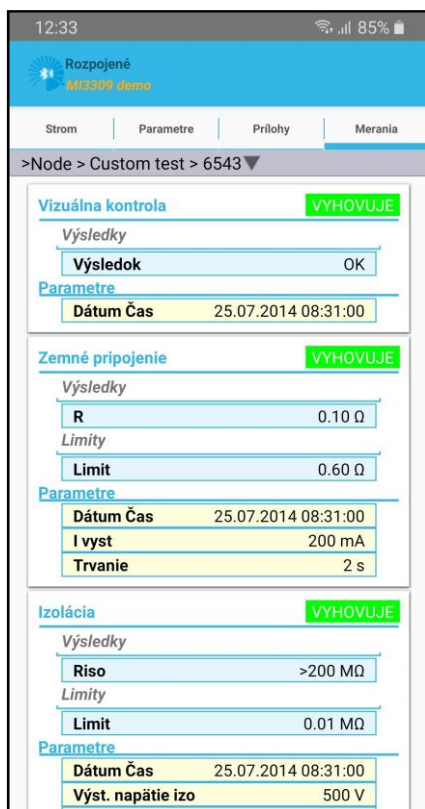 12:33 85%
Rozpojené
MI3309 demo
Strom Parametre Prílohy Merania
>Node > Custom test > 6543▼
Vizuálna kontrola VYHOVUJE
Výsledky
Výsledok OK
Parametre
Dátum Čas 25.07.2014 08:31:00
Zemné pripojenie VYHOVUJE
Výsledky
R 0.10 Ω
Limity
Limit 0.60 Ω
Parametre
Dátum Čas 25.07.2014 08:31:00
I vyst 200 mA
Trvanie 2 s
Izolácia VYHOVUJE
Výsledky
Riso >200 MΩ
Limity
Limit 0.01 MΩ
Parametre
Dátum Čas 25.07.2014 08:31:00
Výst. napätie izo 500 V